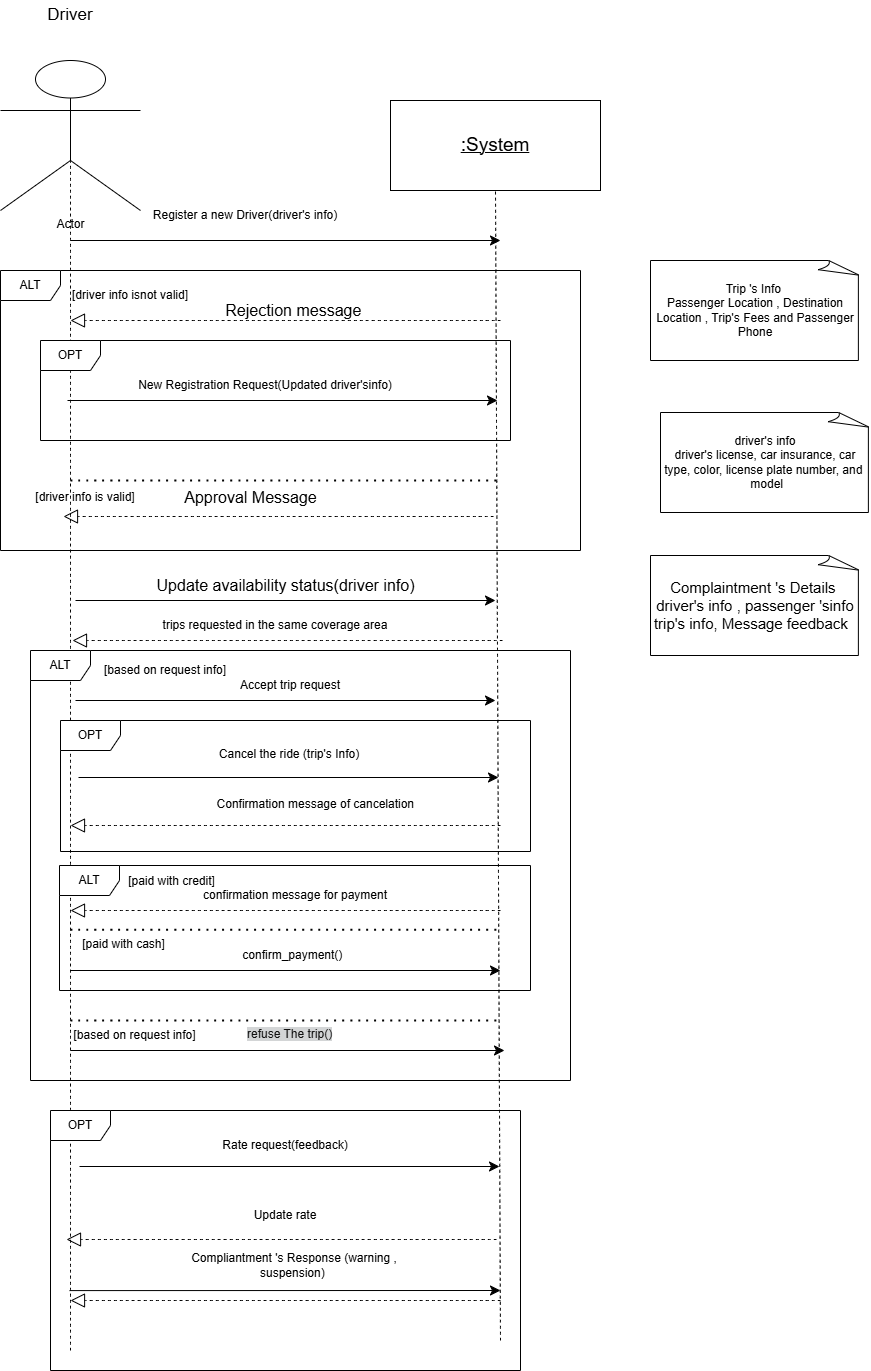 Driver
:System
Actor
Register a new Driver(driver's info)
ALT
[driver info isnot valid]
Rejection message
OPT
New Registration Request(Updated driver'sinfo)
[driver info is valid]
Approval Message
Trip 's Info
Passenger Location , Destination
Location , Trip's Fees and Passenger
Phone
driver's info
driver's license, car insurance, car
type, color, license plate number, and
model
Complaintment 's Details
driver's info , passenger 'sinfo
trip's info, Message feedback
Update availability status(driver info)
trips requested in the same coverage area
ALT
[based on request info]
Accept trip request
OPT
Cancel the ride (trip's Info)
Confirmation message of cancelation
ALT
[paid with credit]
confirmation message for payment
[paid with cash]
confirm_payment()
[based on request info]
refuse The trip()
OPT
Rate request(feedback)
Update rate
Compliantment 's Response (warning ,
suspension)